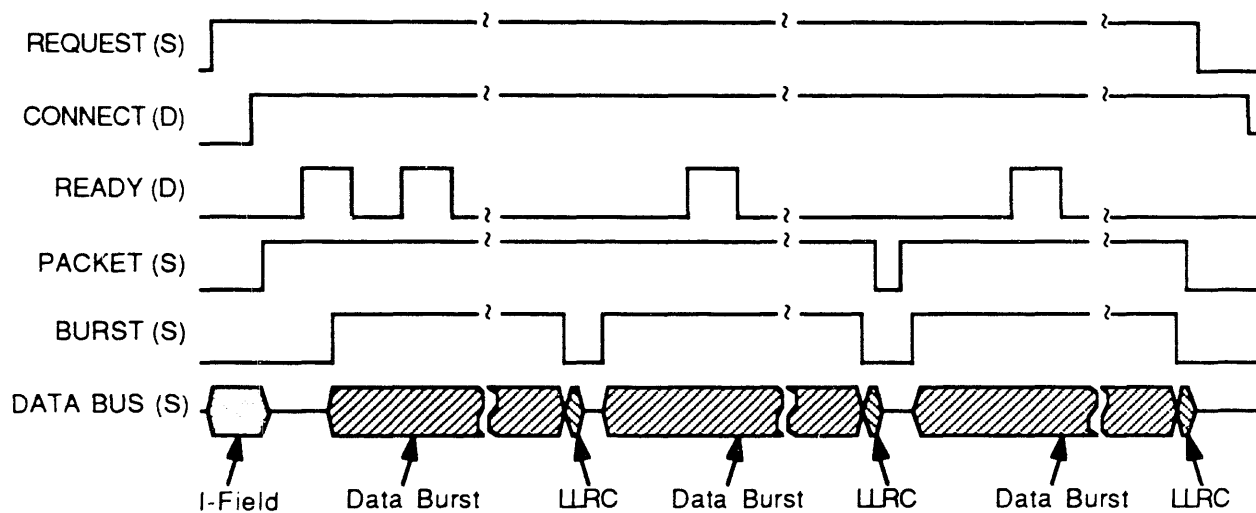 REQUEST (S)
CONNECT (D)
READY (D)
PACKET (S)
BURST (S)
DATA BUS (S)
I-Field Data Burst LLRC Data Burst LLRC Data Burst LLRC